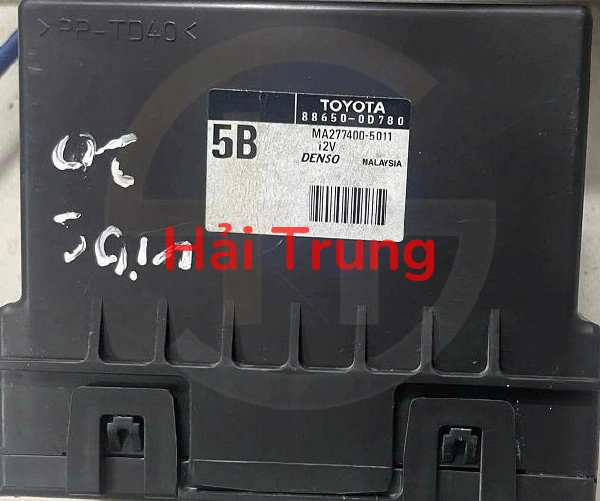 >PP-TD40<
TOYOTA
88650-0D780
5B
MA277400-5011
12V
DENSO MALAYSIA
Hải Trung